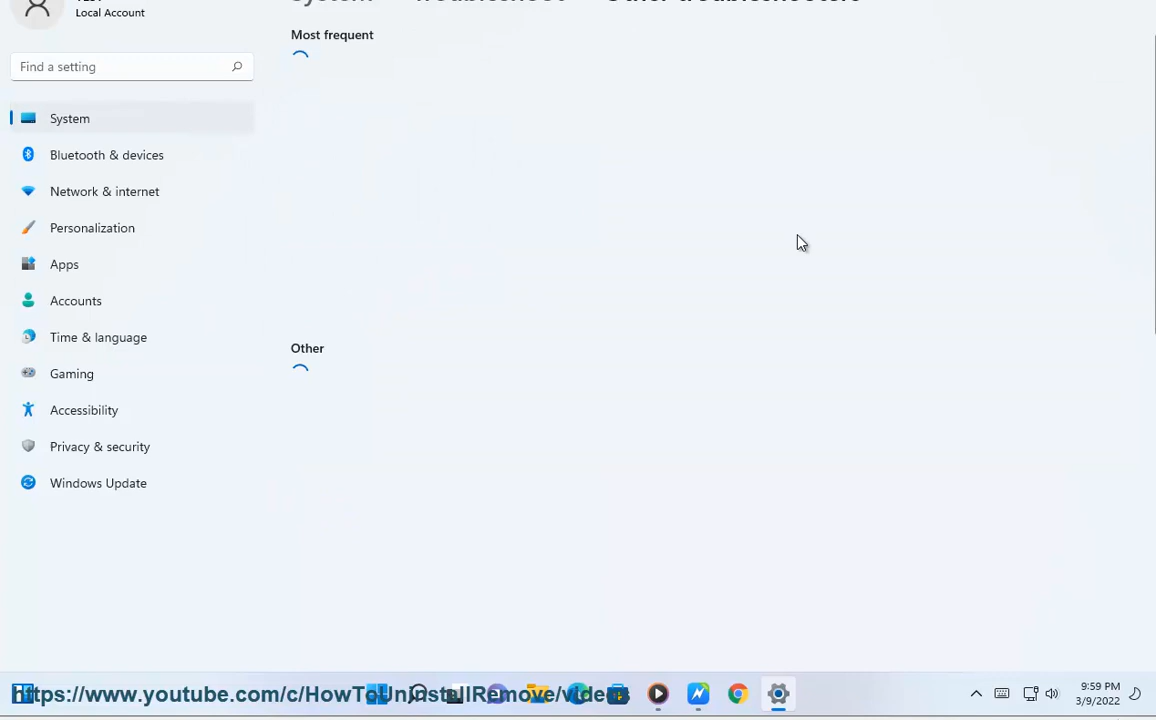 TEST
Local Account
System Troubleshoot Other troubleshooters
Most frequent
Find a setting
System
Bluetooth & devices
Network & internet
Personalization
Apps
Accounts
Time & language
Other
Gaming
Accessibility
Privacy & security
Windows Update
https://www.youtube.com/c/HowToUninstallRemove/videos
9:59 PM
3/9/2022